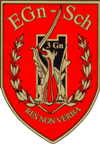 EGn - Sch
3 Gn
RES NON VERBA